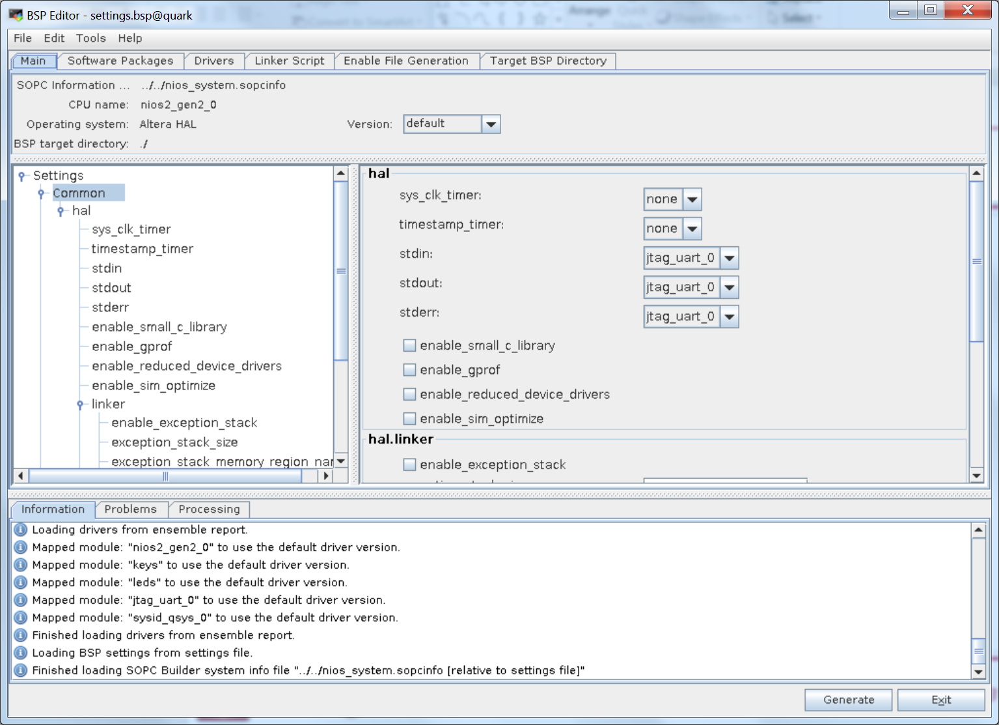 BSP Editor - settings.bsp@quark
File Edit Tools Help
Main Software Packages Drivers Linker Script Enable File Generation Target BSP Directory
SOPC Information ... ../../nios_system.sopcinfo
CPU name: nios2_gen2_0
Operating system: Altera HAL Version: default
BSP target directory: ./
Settings
Common
hal
sys_clk_timer
timestamp_timer
stdin
stdout
stderr
enable_small_c_library
enable_gprof
enable_reduced_device_drivers
enable_sim_optimize
linker
enable_exception_stack
exception_stack_size
exception_stack_memory_region_nar
hal
sys_clk_timer: none
timestamp_timer: none
stdin: jtag_uart_0
stdout: jtag_uart_0
stderr: jtag_uart_0
enable_small_c_library
enable_gprof
enable_reduced_device_drivers
enable_sim_optimize
hal.linker
enable_exception_stack
Information Problems Processing
Loading drivers from ensemble report.
Mapped module: "nios2_gen2_0" to use the default driver version.
Mapped module: "keys" to use the default driver version.
Mapped module: "leds" to use the default driver version.
Mapped module: "jtag_uart_0" to use the default driver version.
Mapped module: "sysid_qsys_0" to use the default driver version.
Finished loading drivers from ensemble report.
Loading BSP settings from settings file.
Finished loading SOPC Builder system info file "../../nios_system.sopcinfo [relative to settings file]"
Generate Exit